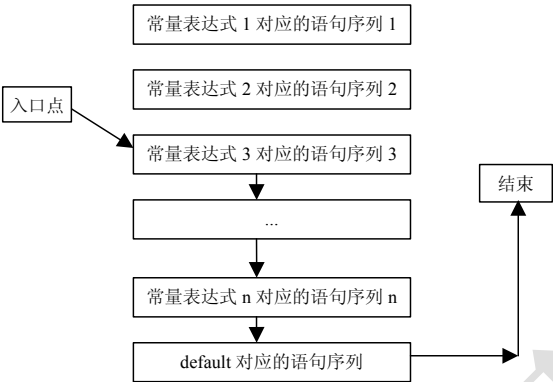 常量表达式 1 对应的语句序列 1
常量表达式 2 对应的语句序列 2
入口点
常量表达式 3 对应的语句序列 3
结束
...
常量表达式 n 对应的语句序列 n
default 对应的语句序列